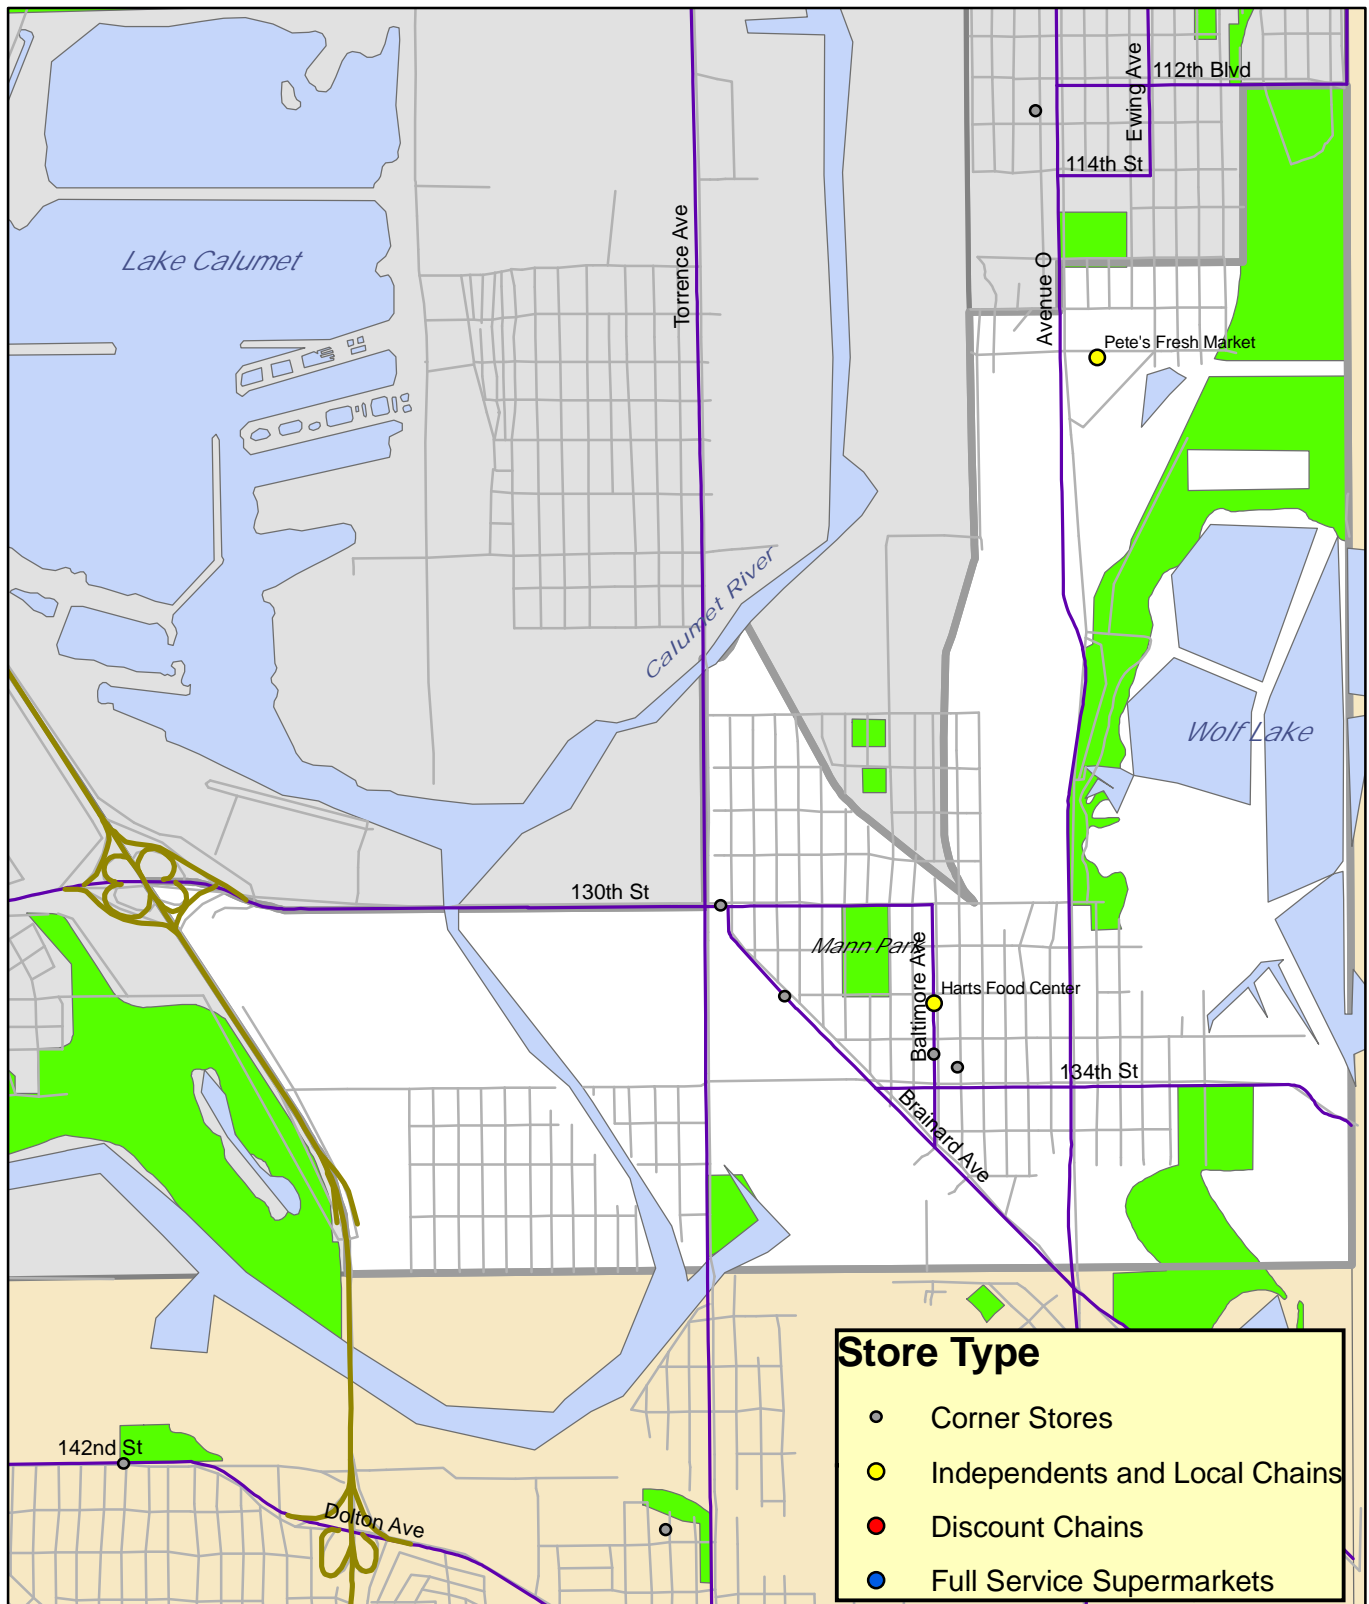 112th Blvd
Ewing Ave
114th St
Torrence Ave
Lake Calumet
Avenue O
Pete's Fresh Market
Calumet River
Wolf Lake
130th St
Mann Park
Baltimore Ave
Harts Food Center
134th St
Brainard Ave
Store Type
Corner Stores
142nd St
Independents and Local Chains
Dolton Ave
Discount Chains
Full Service Supermarkets